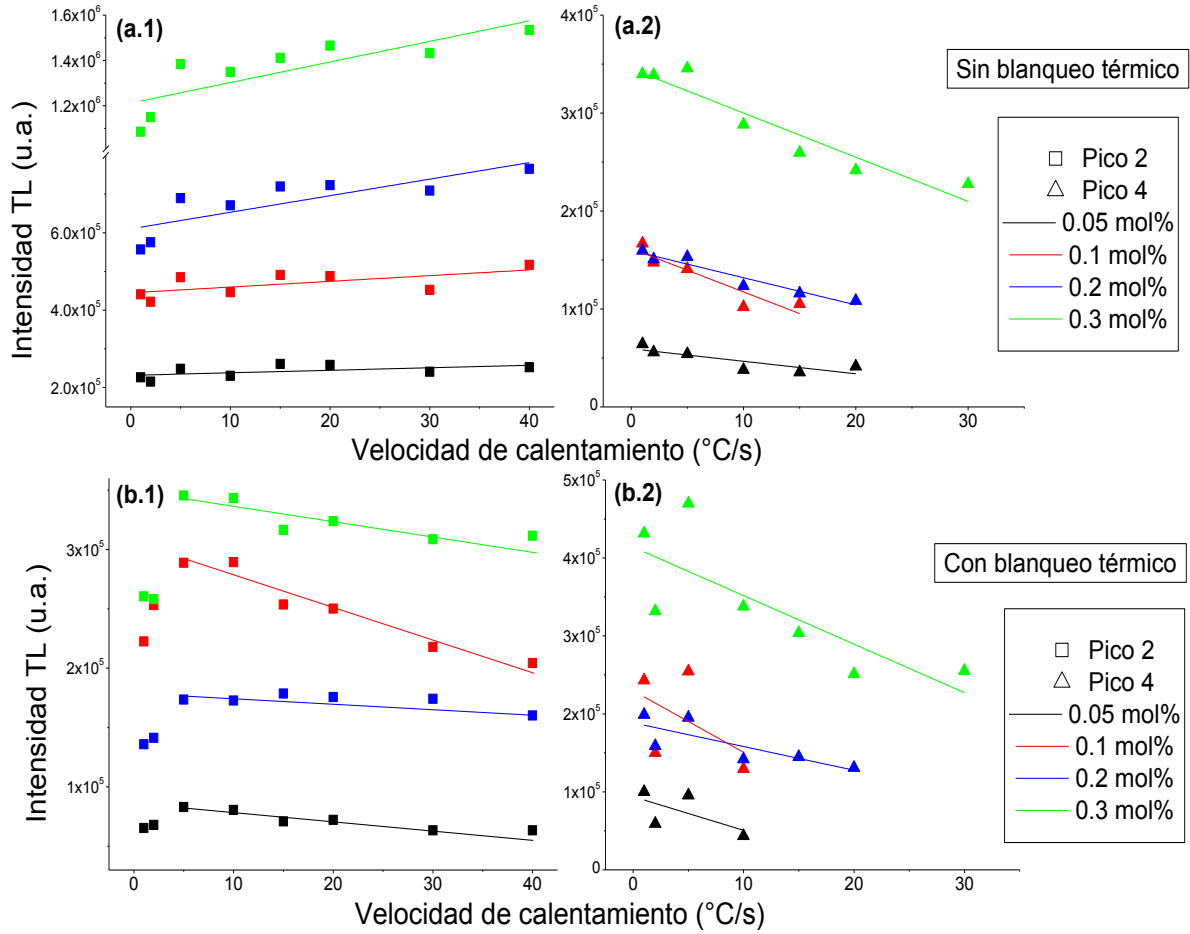 (a.1)
1.6x10⁶
1.4x10⁶
1.2x10⁶
6.0x10⁵
4.0x10⁵
2.0x10⁵
0 10 20 30 40
Intensidad TL (u.a.)
(a.2)
4x10⁵
3x10⁵
2x10⁵
1x10⁵
0
0 10 20 30
Velocidad de calentamiento (°C/s)
Sin blanqueo térmico
Pico 2
Pico 4
0.05 mol%
0.1 mol%
0.2 mol%
0.3 mol%
(b.1)
3x10⁵
2x10⁵
1x10⁵
0 10 20 30 40
Intensidad TL (u.a.)
(b.2)
5x10⁵
4x10⁵
3x10⁵
2x10⁵
1x10⁵
0
0 10 20 30
Velocidad de calentamiento (°C/s)
Con blanqueo térmico
Pico 2
Pico 4
0.05 mol%
0.1 mol%
0.2 mol%
0.3 mol%